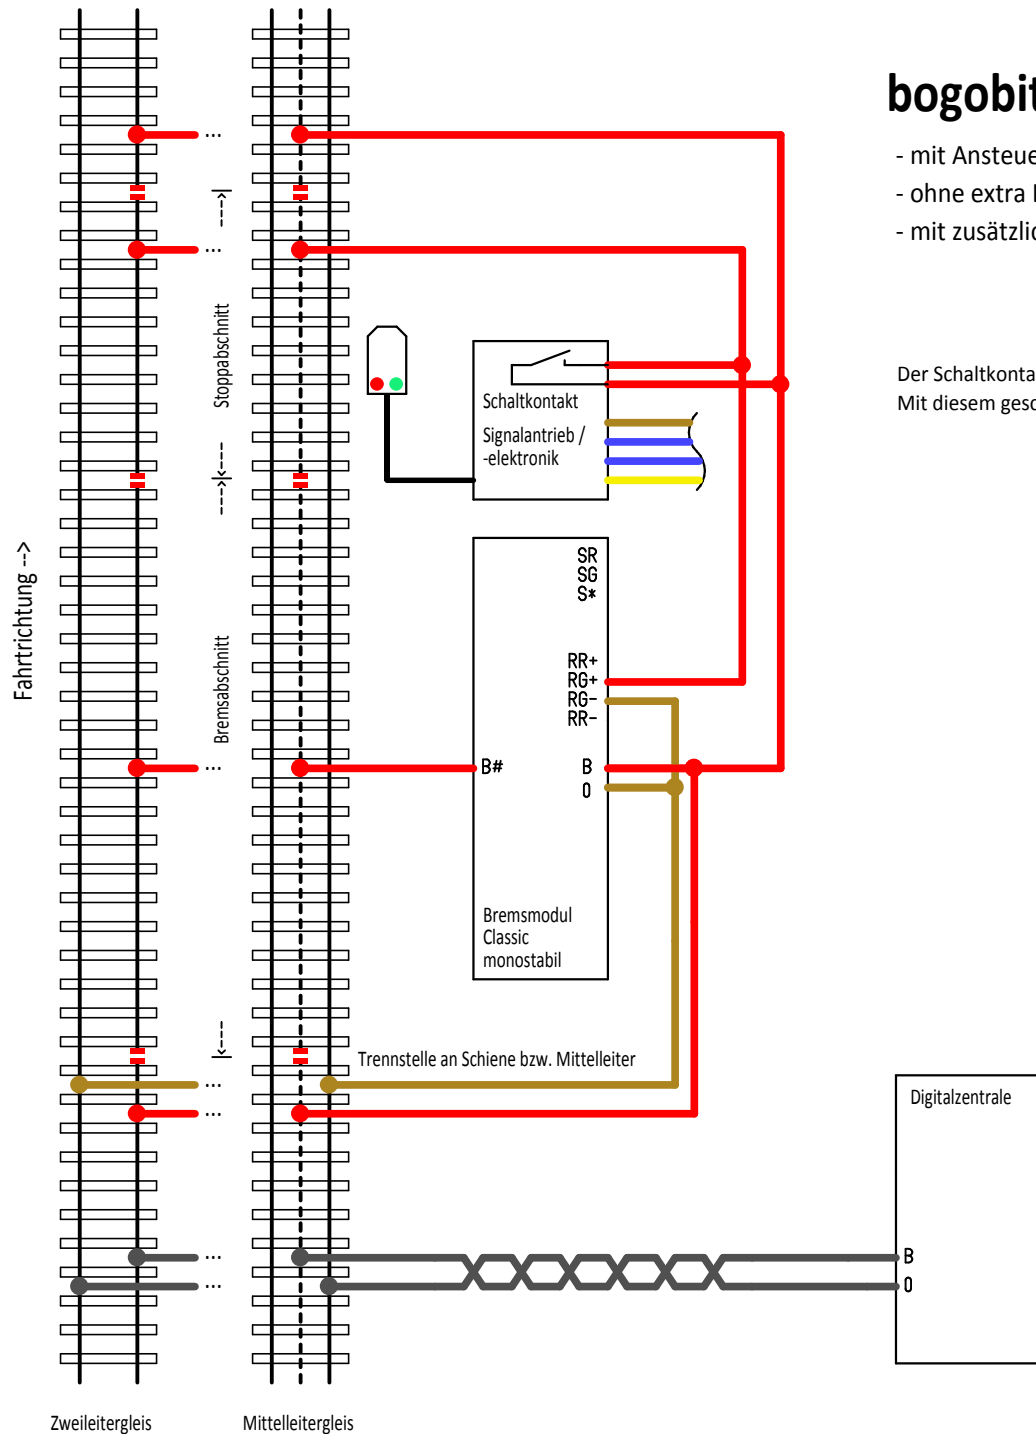 bogobit
- mit Ansteue
- ohne extra
- mit zusätzlic
Der Schaltkonta
Mit diesem gesc
...
...
Stoppabschnitt
Schaltkontakt
Signalantrieb /
-elektronik
Fahrtrichtung -->
Bremsabschnitt
SR
SG
S*
RR+
RG+
RG-
RR-
...
B#
B
0
Bremsmodul
Classic
monostabil
Trennstelle an Schiene bzw. Mittelleiter
...
...
Digitalzentrale
...
B
...
0
Zweileitergleis
Mittelleitergleis